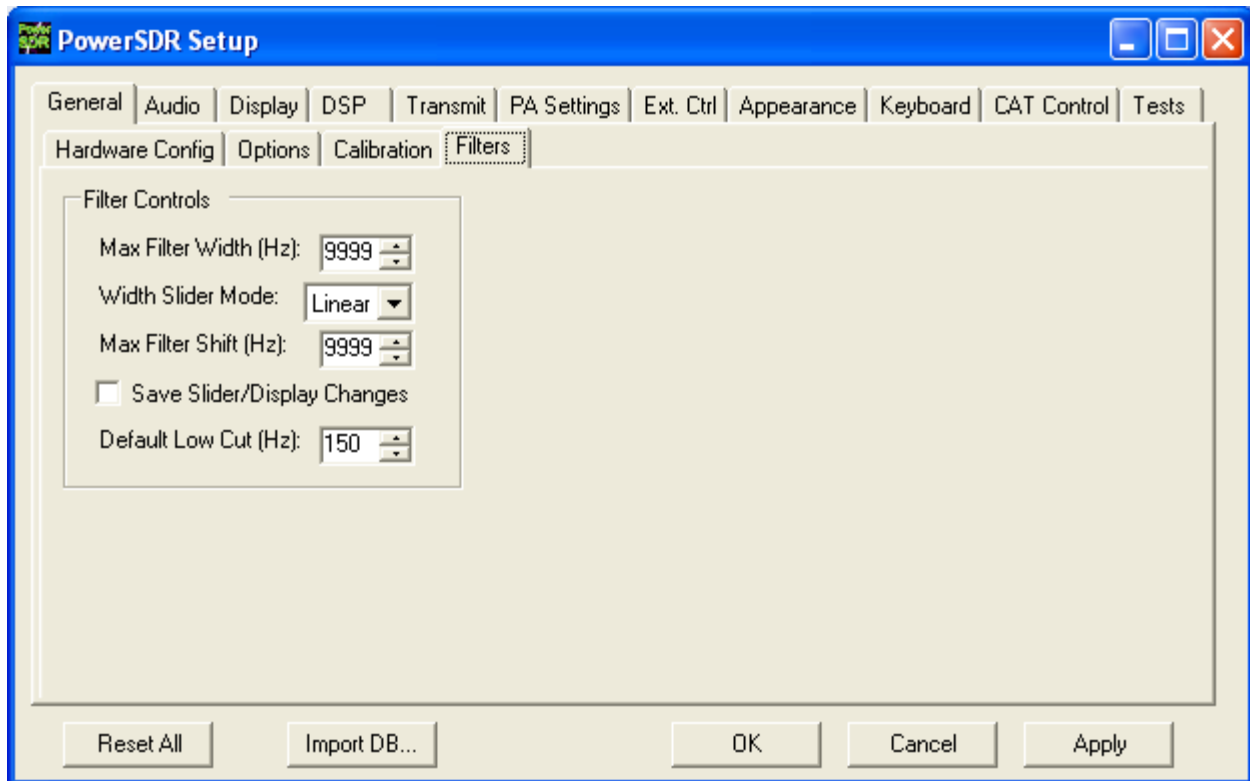 Power SDR PowerSDR Setup
General Audio Display DSP Transmit PA Settings Ext. Ctrl Appearance Keyboard CAT Control Tests
Hardware Config Options Calibration Filters
Filter Controls
Max Filter Width (Hz): 9999
Width Slider Mode: Linear
Max Filter Shift (Hz): 9999
Save Slider/Display Changes
Default Low Cut (Hz): 150
Reset All Import DB... OK Cancel Apply